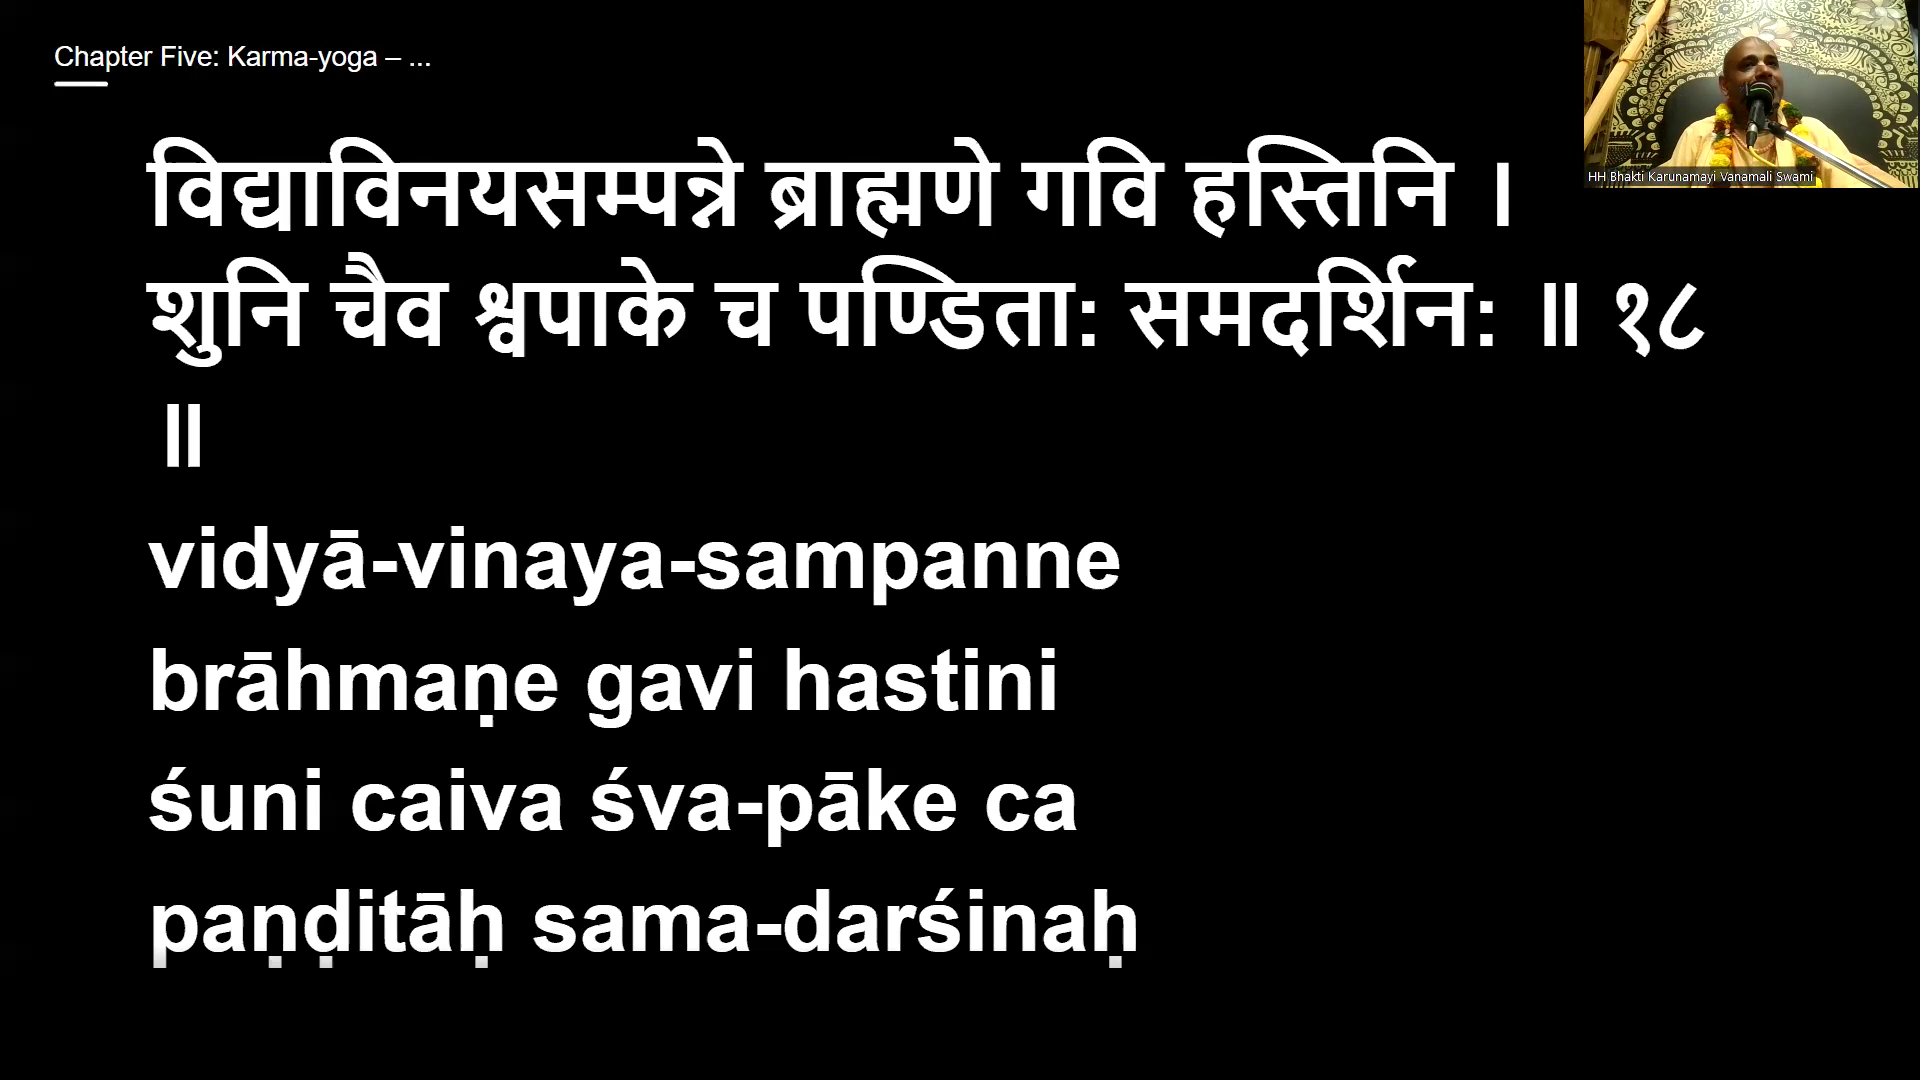 Chapter Five: Karma-yoga – ...
HH Bhakti Karunamayi Vanamali Swami
विद्याविनयसम्पन्ने ब्राह्मणे गवि हस्तिनि ।
शुनि चैव श्वपाके च पण्डिता: समदर्शिन: ॥ १८
॥
vidyā-vinaya-sampanne
brāhmaṇe gavi hastini
śuni caiva śva-pāke ca
paṇḍitāḥ sama-darśinaḥ